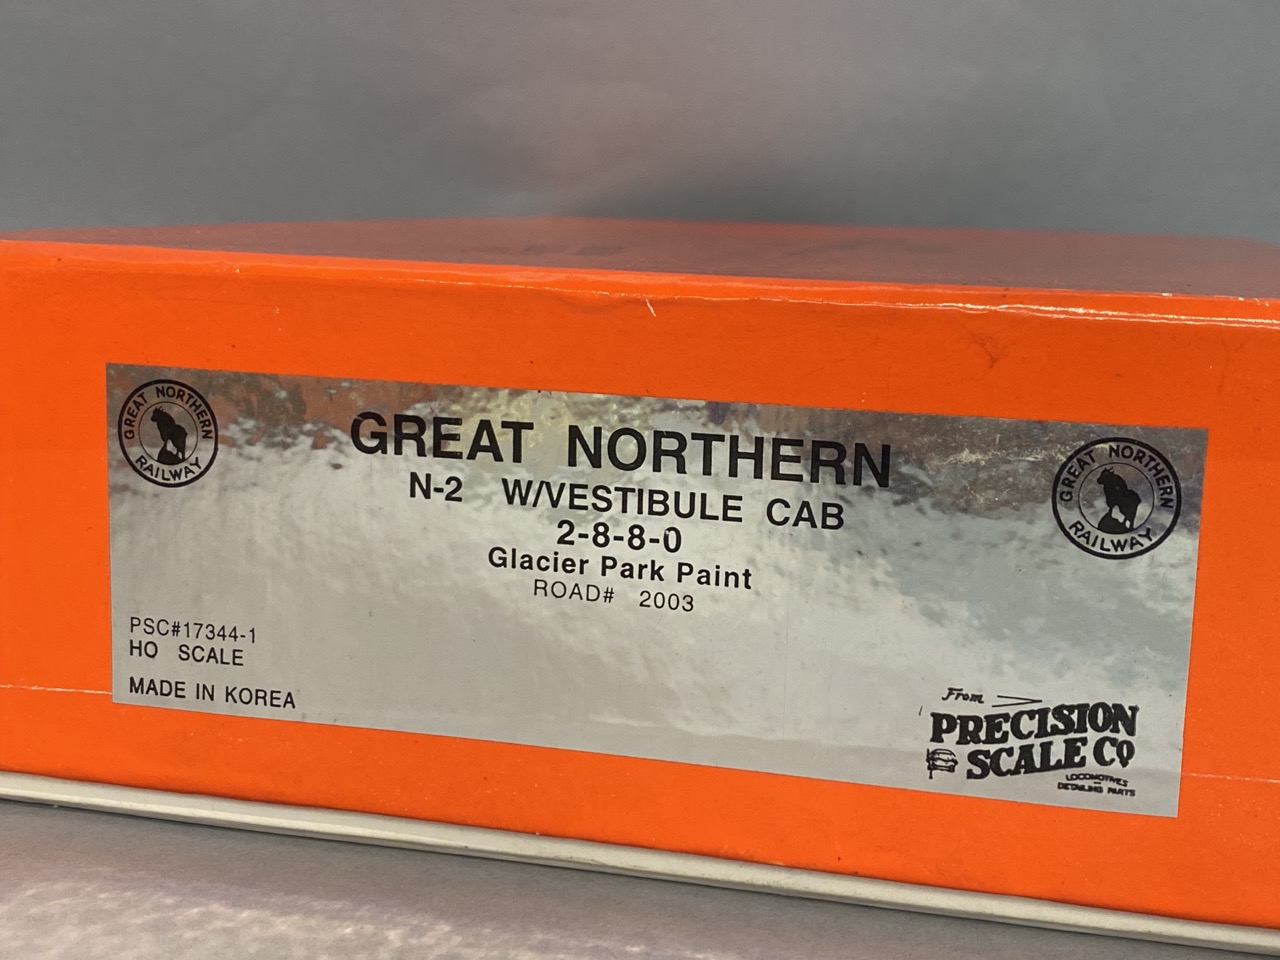 GREAT NORTHERN RAILWAY
GREAT NORTHERN
N-2 W/VESTIBULE CAB
2-8-8-0
Glacier Park Paint
ROAD# 2003
GREAT NORTHERN RAILWAY
PSC#17344-1
HO SCALE
MADE IN KOREA
From
PRECISION
SCALE CO
LOCOMOTIVES
DETAILING PARTS